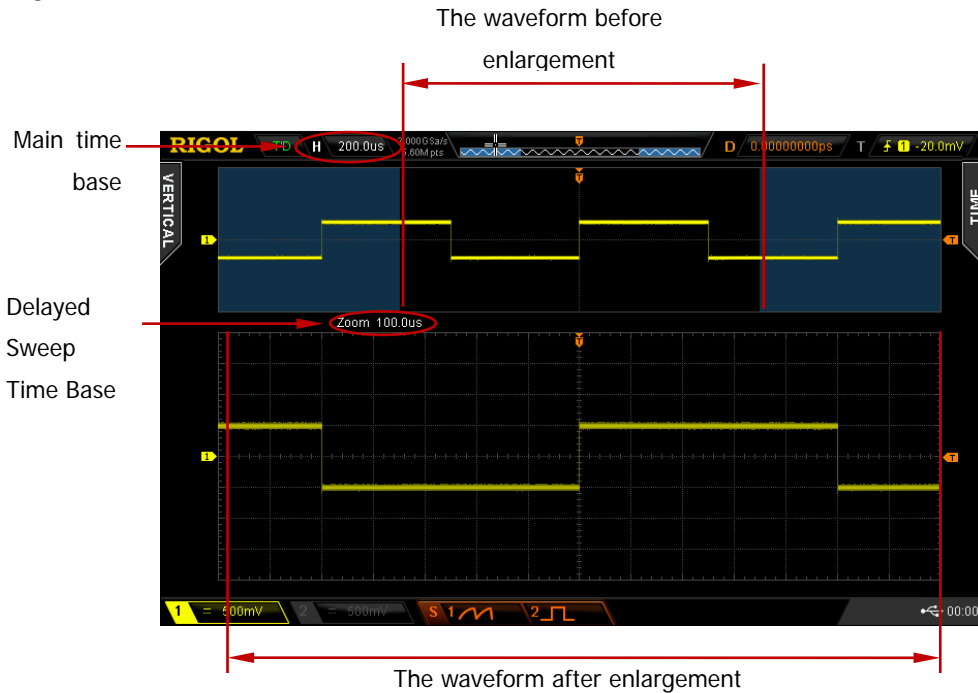 The waveform before
enlargement
Main time
base
RIGOL T'D H 200.0us 2.000GSa/s 5.60M pts D 0.00000000ps T 1 -20.0mV
VERTICAL
TIME
T
T
1
T
Delayed
Sweep
Time Base
Zoom 100.0us
T
1
T
1 = 500mV 2 = 500mV S 1 2 00:00
The waveform after enlargement